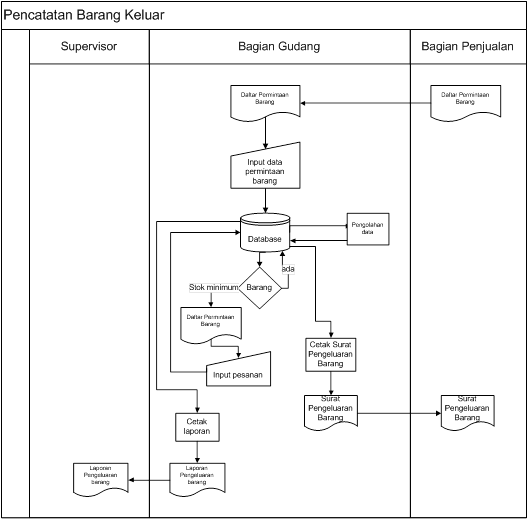 Pencatatan Barang Keluar
Supervisor
Bagian Gudang
Bagian Penjualan
Daftar Permintaan
Barang
Daftar Permintaan
Barang
Input data
permintaan
barang
Database
Pengolahan
data
ada
Stok minimum
Barang
Daftar Permintaan
Barang
Cetak Surat
Pengeluaran
Barang
Input pesanan
Surat
Pengeluaran
Barang
Surat
Pengeluaran
Barang
Cetak
laporan
Laporan
Pengeluaran
barang
Laporan
Pengeluaran
barang